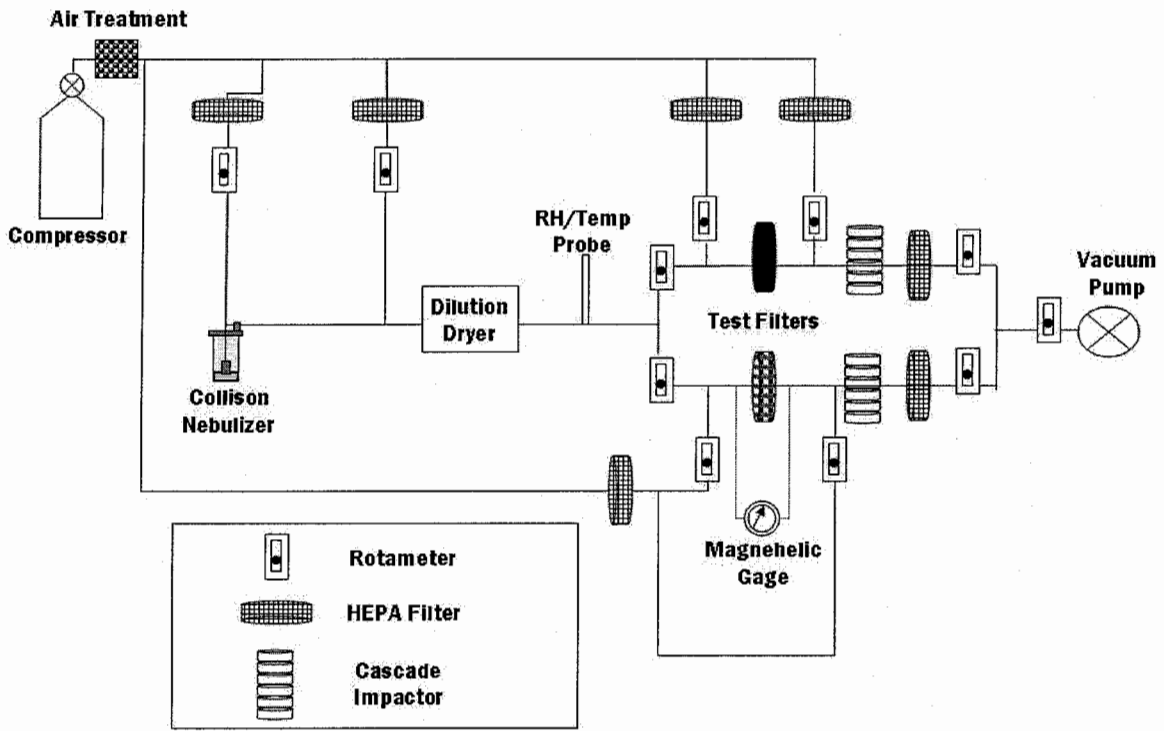 Air Treatment
Compressor
RH/Temp
Probe
Vacuum
Pump
Dilution
Dryer
Test Filters
Collison
Nebulizer
Magnehelic
Gage
Rotameter
HEPA Filter
Cascade
Impactor